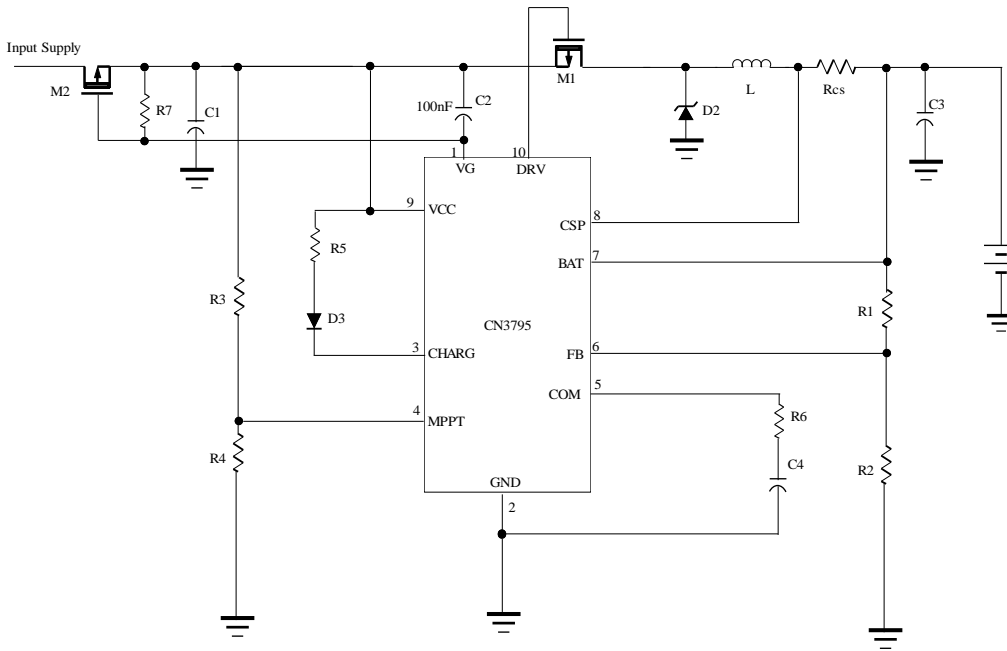 Input Supply
M2
R7
C1
100nF
C2
M1
D2
L
Rcs
C3
1
VG
10
DRV
9
VCC
R5
D3
R3
CN3795
3
CHARG
4
MPPT
R4
GND
2
CSP
8
BAT
7
R1
FB
6
COM
5
R6
C4
R2